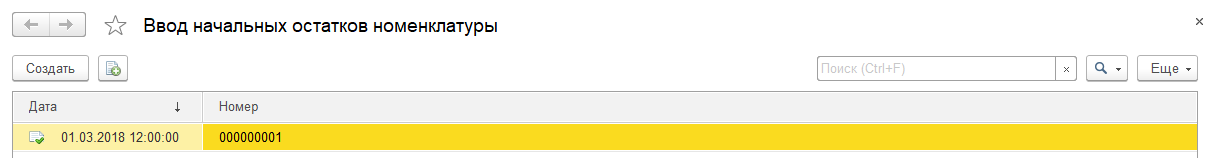 Ввод начальных остатков номенклатуры
Создать
Поиск (Ctrl+F)
Еще
Дата
Номер
01.03.2018 12:00:00
000000001